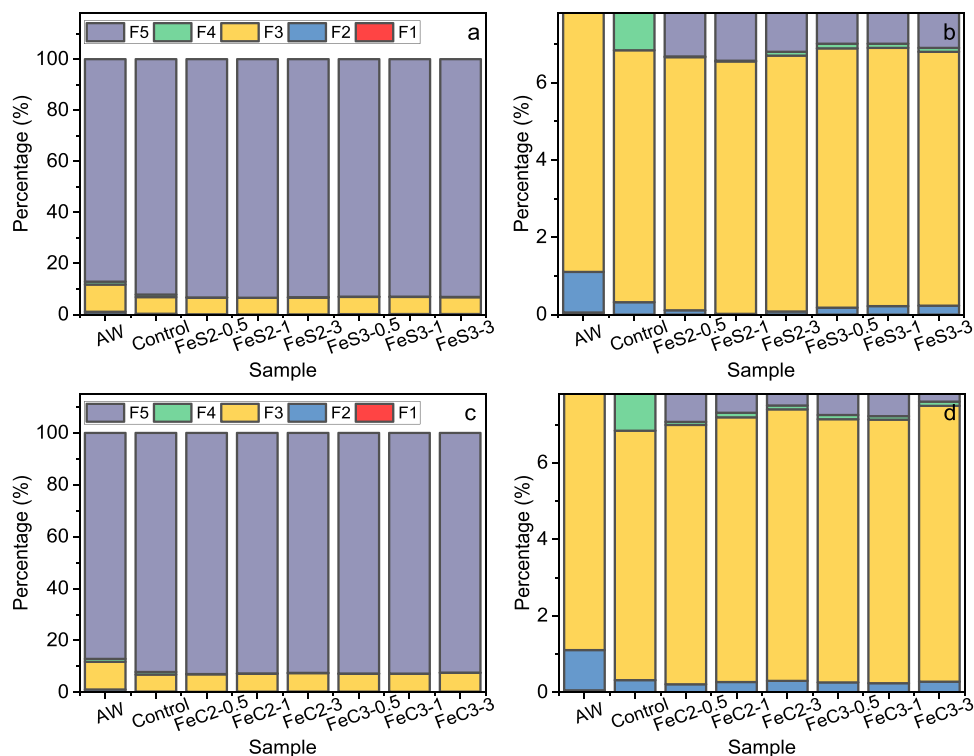 F5 F4 F3 F2 F1
a
100
80
60
40
20
0
Percentage (%)
AW Control FeS2-0.5 FeS2-1 FeS2-3 FeS3-0.5 FeS3-1 FeS3-3
Sample
b
6
4
2
0
Percentage (%)
AW Control FeS2-0.5 FeS2-1 FeS2-3 FeS3-0.5 FeS3-1 FeS3-3
Sample
F5 F4 F3 F2 F1
c
100
80
60
40
20
0
Percentage (%)
AW Control FeC2-0.5 FeC2-1 FeC2-3 FeC3-0.5 FeC3-1 FeC3-3
Sample
d
6
4
2
0
Percentage (%)
AW Control FeC2-0.5 FeC2-1 FeC2-3 FeC3-0.5 FeC3-1 FeC3-3
Sample